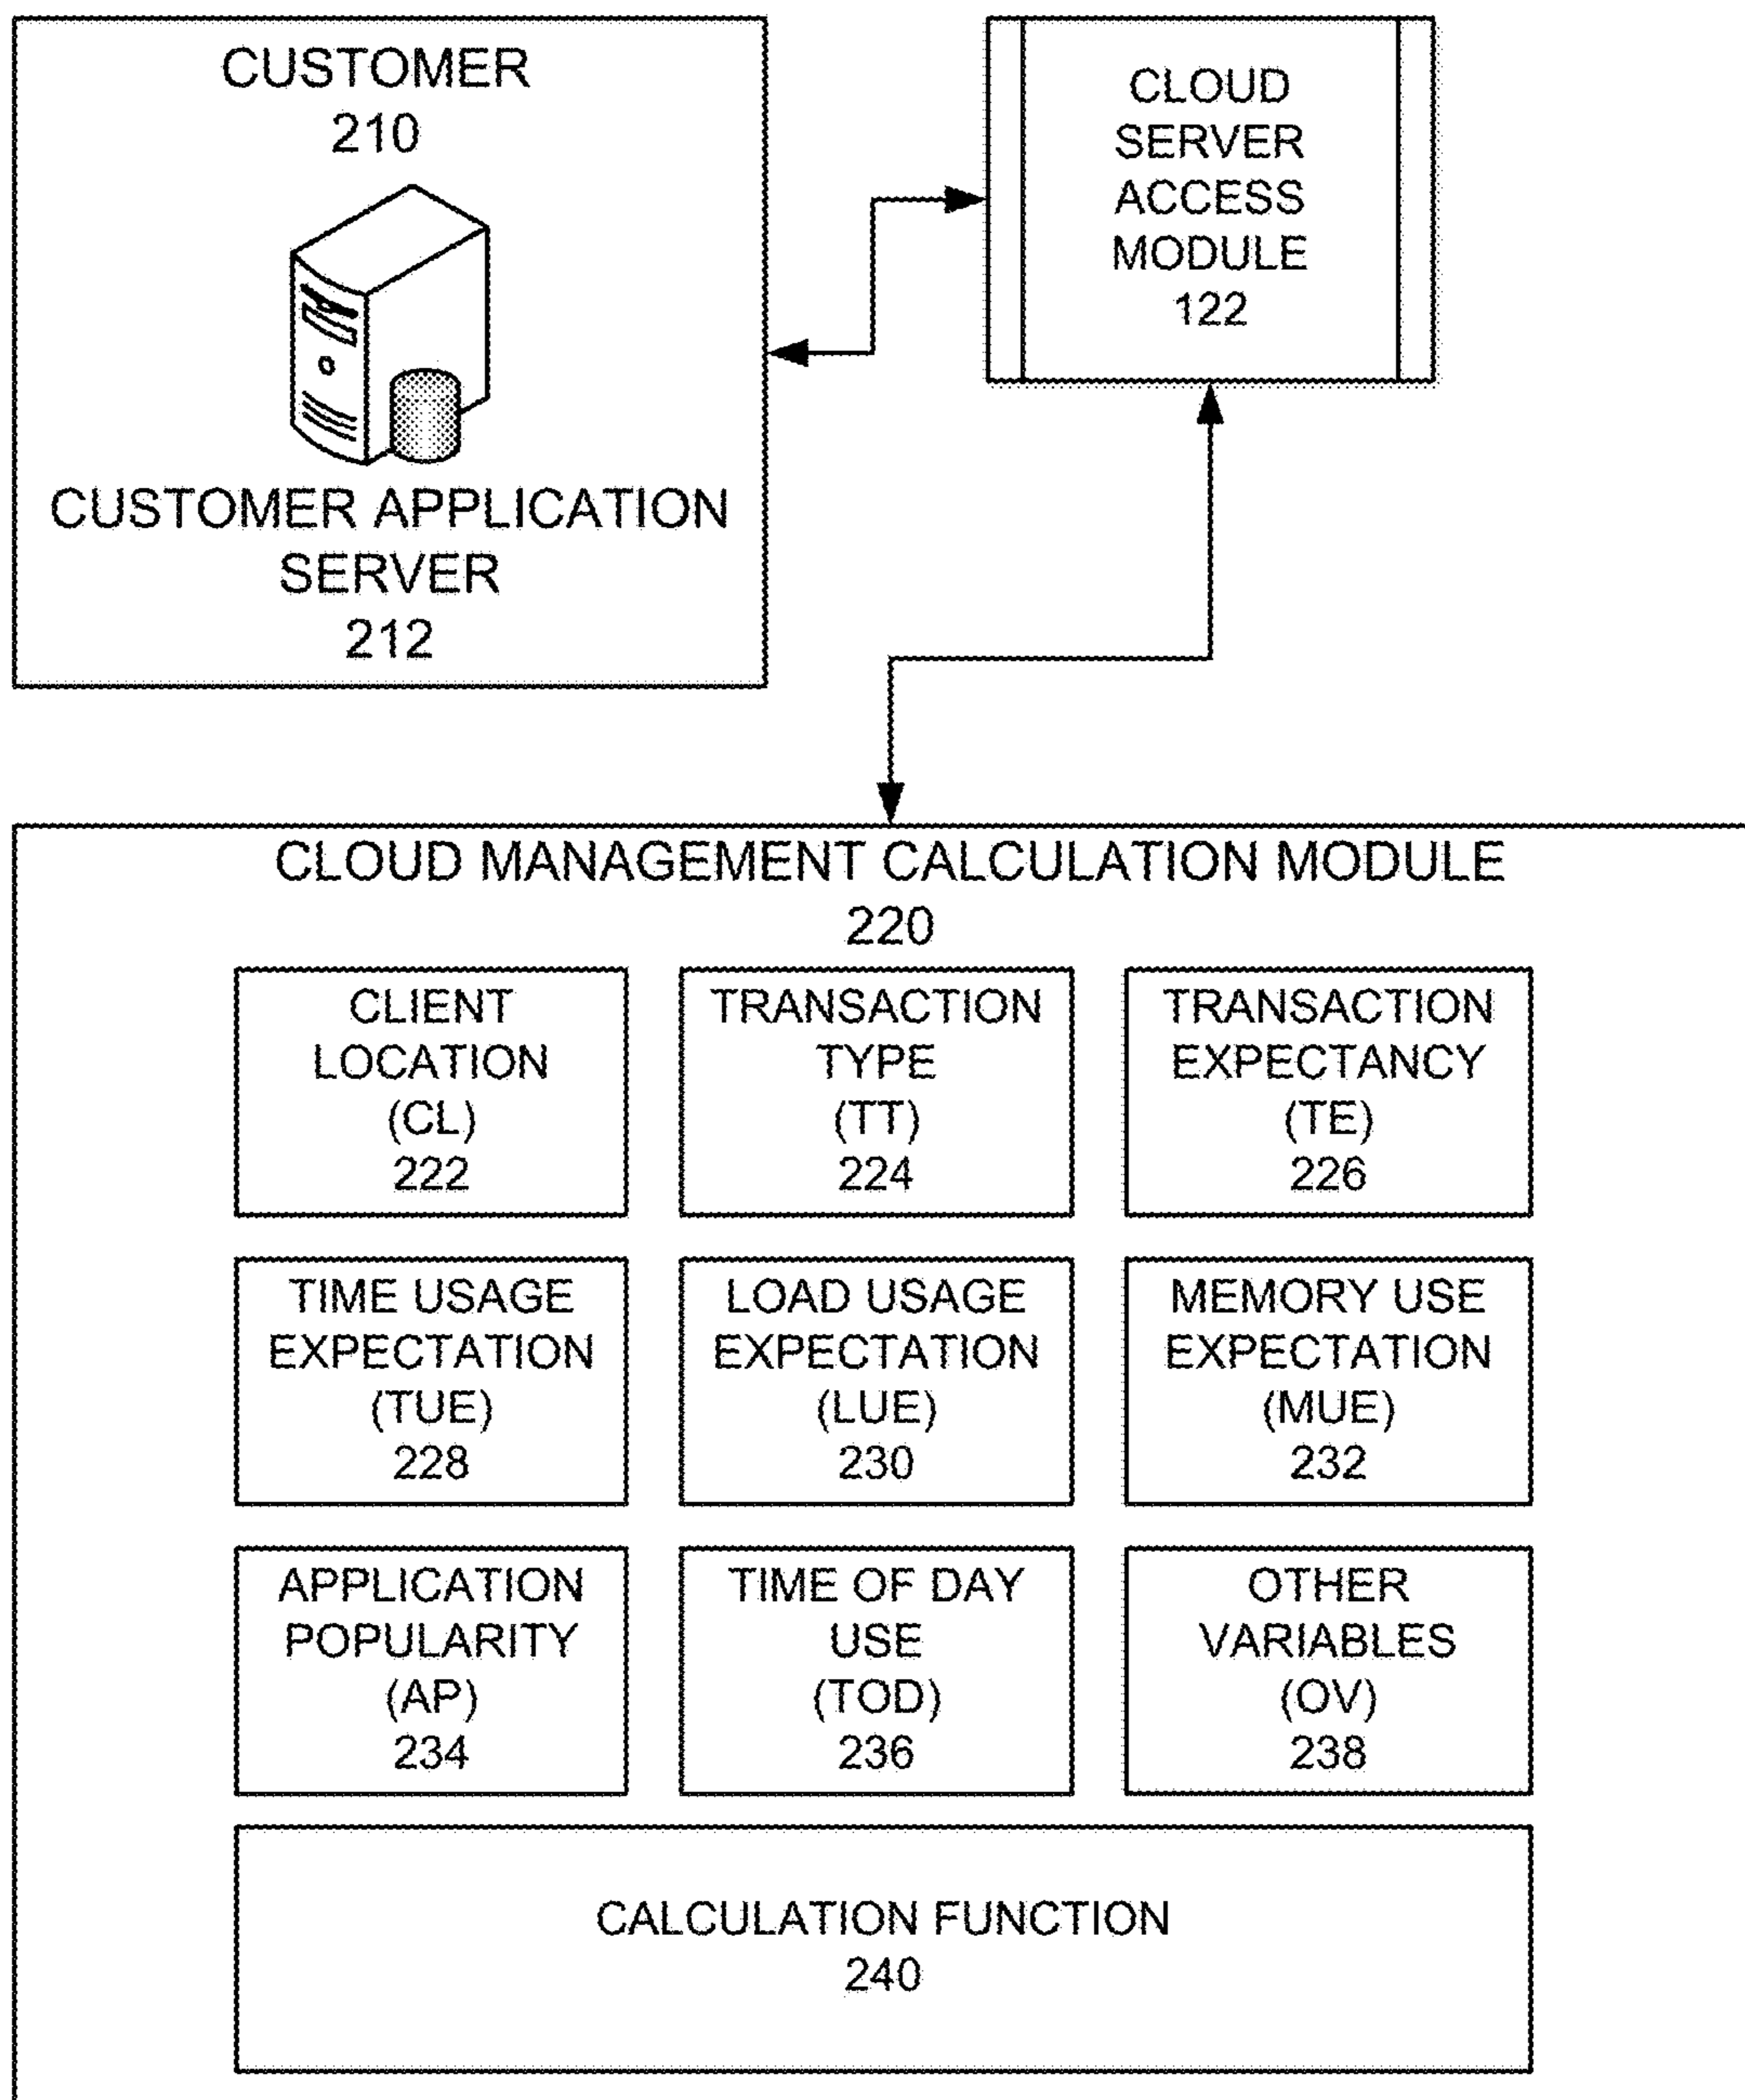 CUSTOMER
210
CUSTOMER APPLICATION
SERVER
212
CLOUD
SERVER
ACCESS
MODULE
122
CLOUD MANAGEMENT CALCULATION MODULE
220
CLIENT
LOCATION
(CL)
222
TRANSACTION
TYPE
(TT)
224
TRANSACTION
EXPECTANCY
(TE)
226
TIME USAGE
EXPECTATION
(TUE)
228
LOAD USAGE
EXPECTATION
(LUE)
230
MEMORY USE
EXPECTATION
(MUE)
232
APPLICATION
POPULARITY
(AP)
234
TIME OF DAY
USE
(TOD)
236
OTHER
VARIABLES
(OV)
238
CALCULATION FUNCTION
240